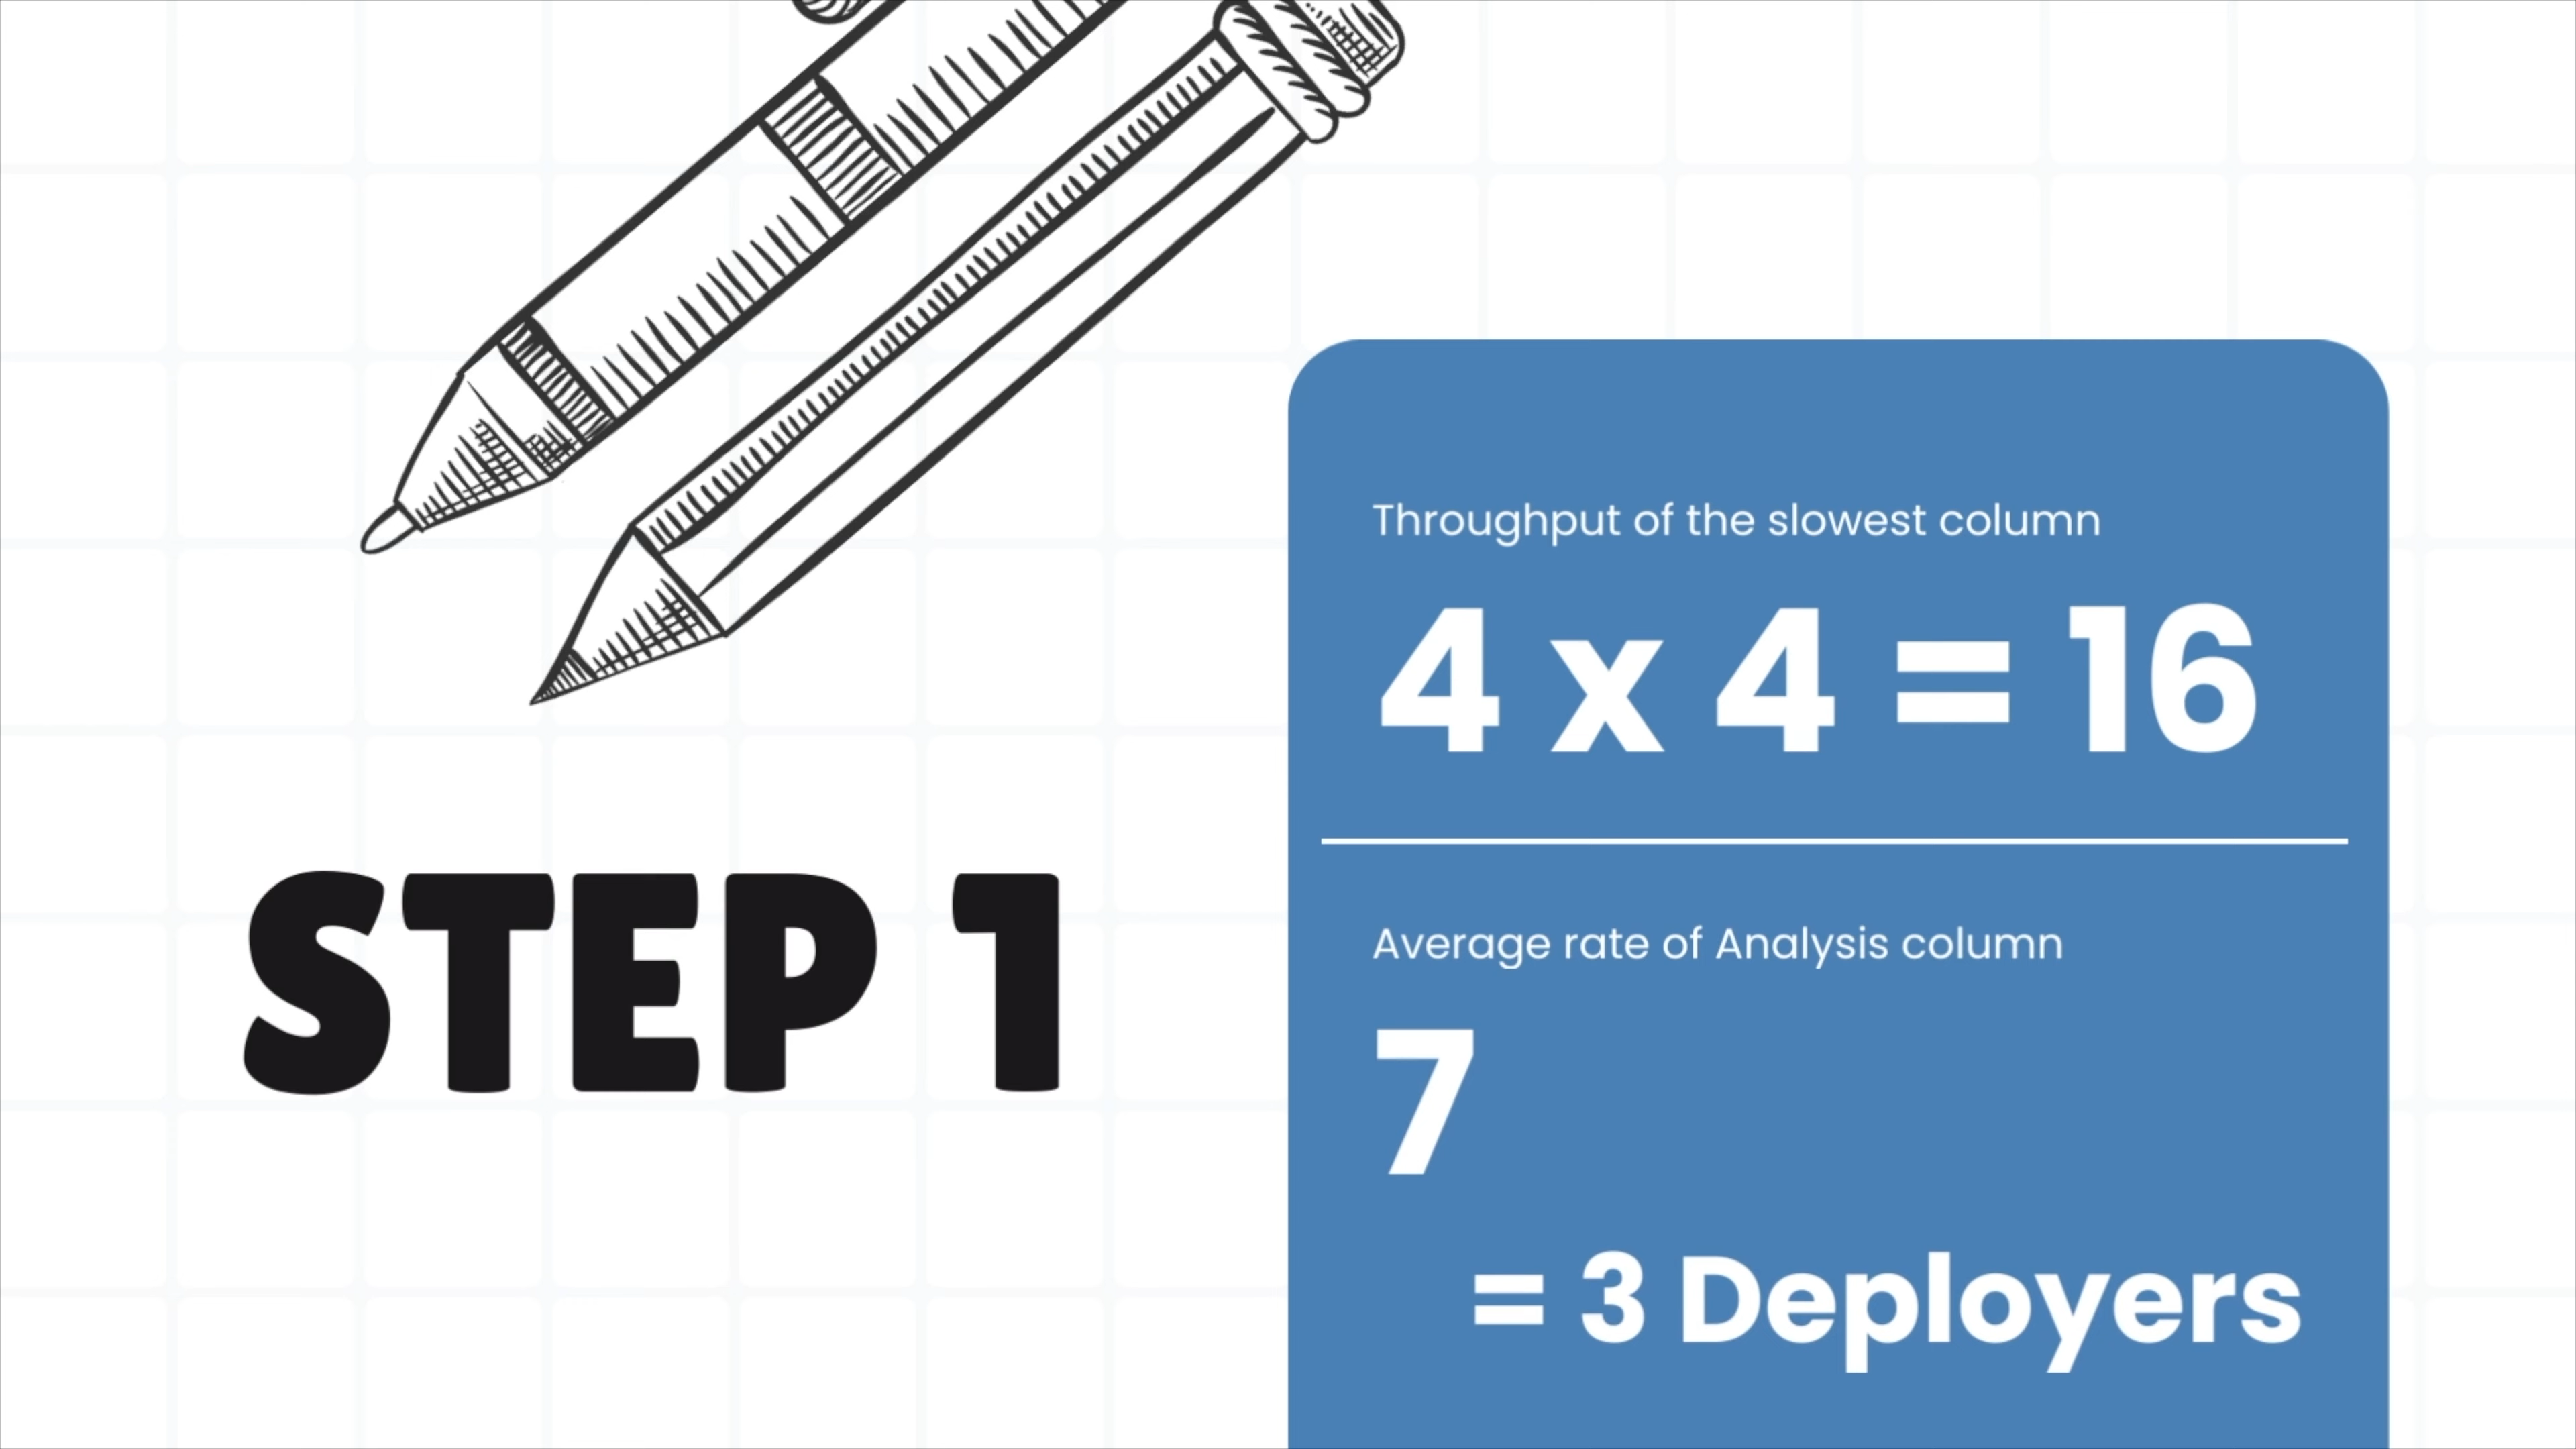 STEP 1
Throughput of the slowest column
4 x 4 = 16
Average rate of Analysis column
7
= 3 Deployers